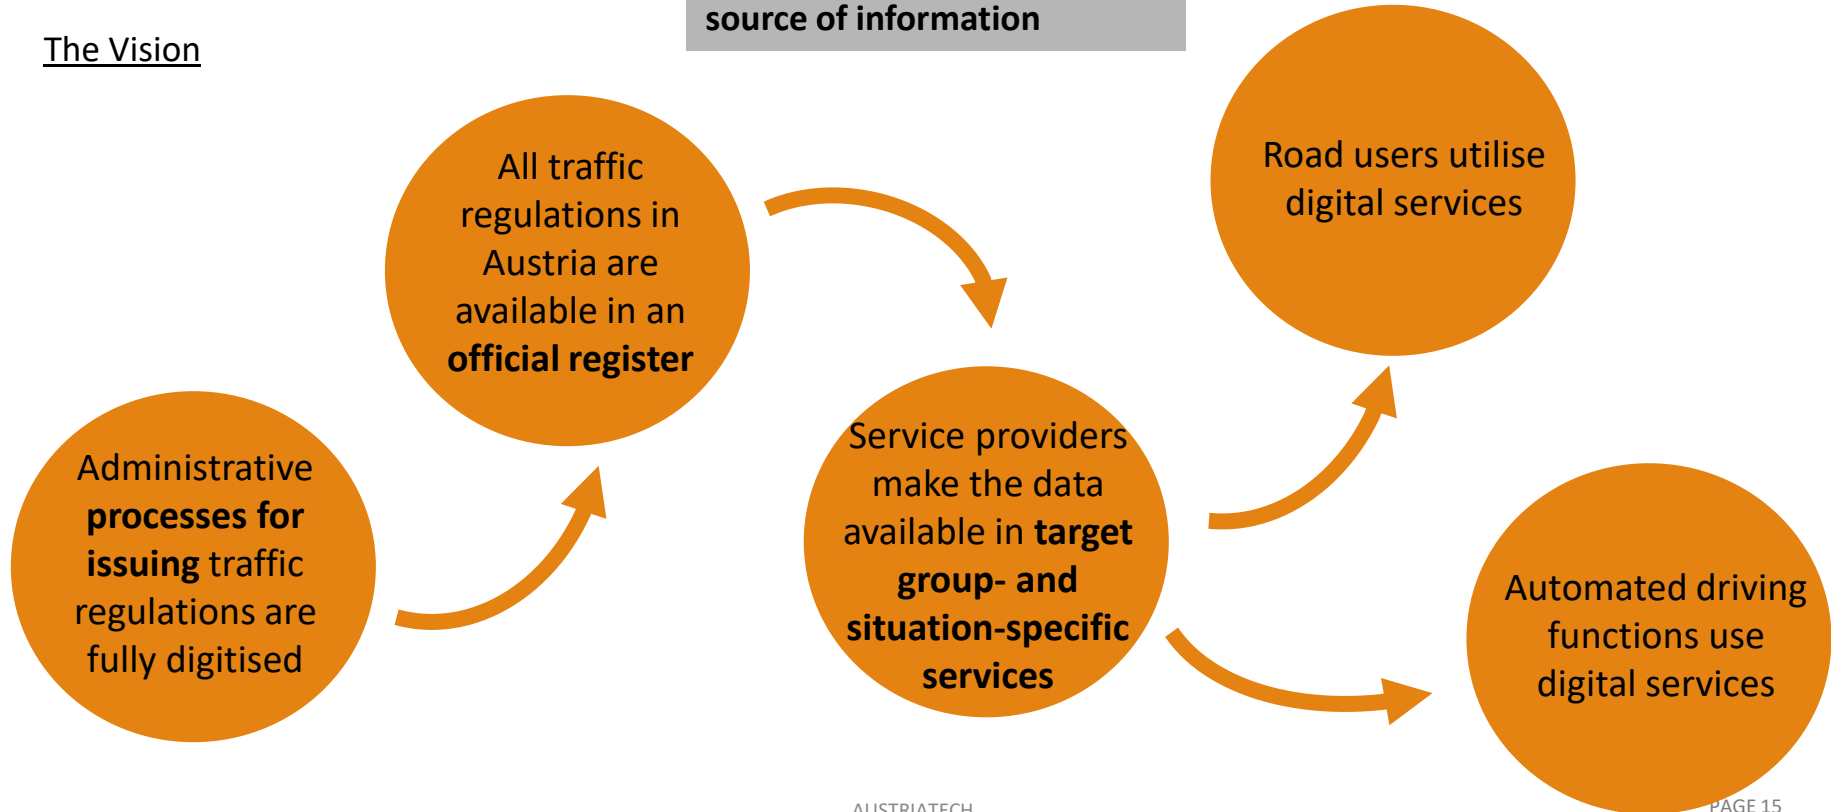 source of information
The Vision
Administrative
processes for
issuing traffic
regulations are
fully digitised
All traffic
regulations in
Austria are
available in an
official register
Service providers
make the data
available in target
group- and
situation-specific
services
Road users utilise
digital services
Automated driving
functions use
digital services
AUSTRIATECH
PAGE 15